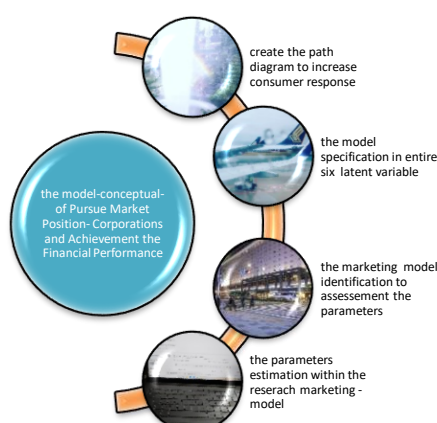 create the path
diagram to increase
consumer response
the model
specification in entire
six latent variable
the model-conceptual-
of Pursue Market
Position- Corporations
and Achievement the
Financial Performance
the marketing model
identification to
assessement the
parameters
the parameters
estimation within the
reserach marketing -
model